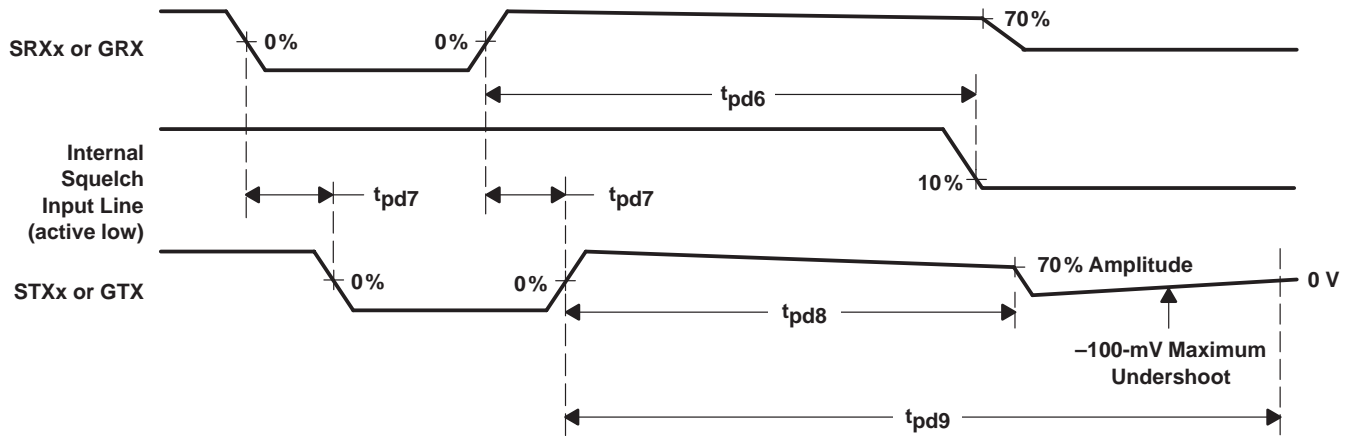 SRXx or GRX
0%
0%
70%
tpd6
Internal
Squelch
Input Line
(active low)
10%
tpd7
tpd7
STXx or GTX
0%
0%
70% Amplitude
0 V
tpd8
–100-mV Maximum
Undershoot
tpd9